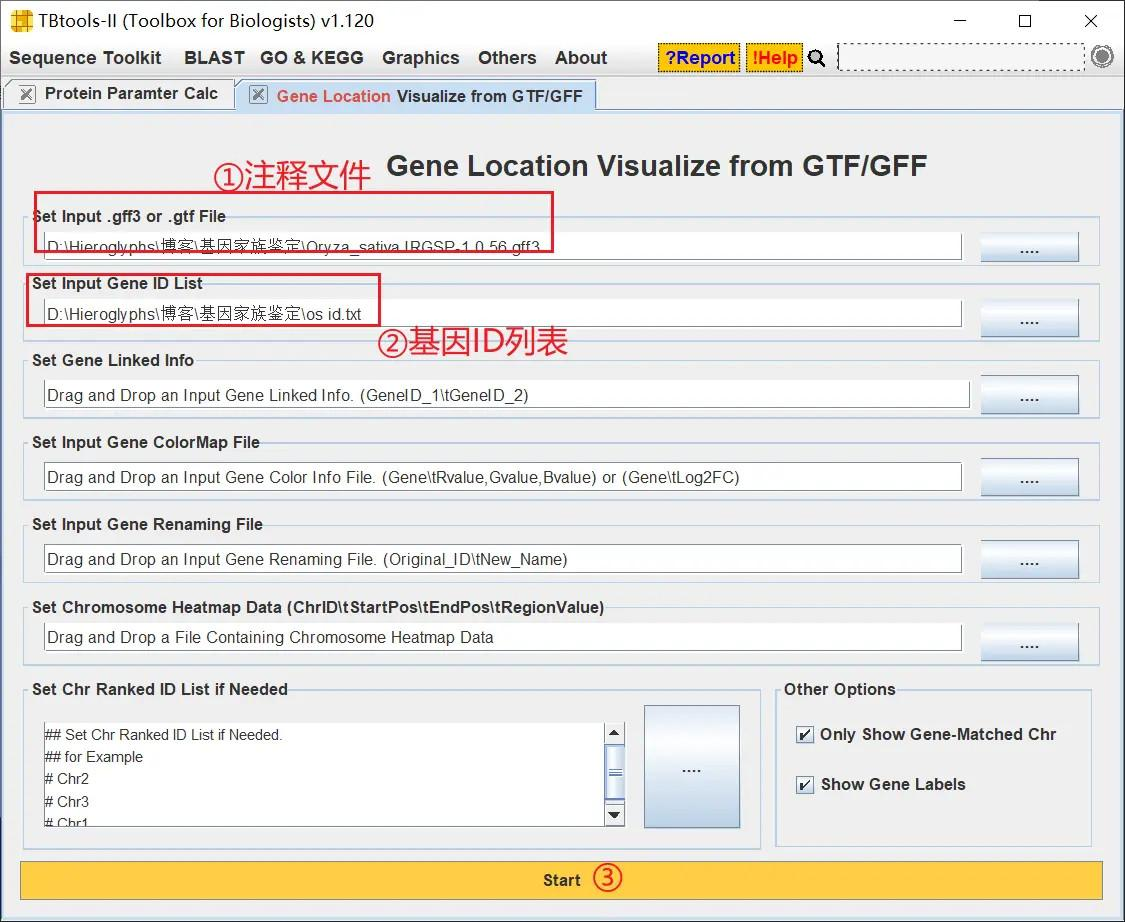 TBtools-II (Toolbox for Biologists) v1.120
Sequence Toolkit BLAST GO & KEGG Graphics Others About ?Report !Help
Protein Paramter Calc Gene Location Visualize from GTF/GFF
①注释文件 Gene Location Visualize from GTF/GFF
Set Input .gff3 or .gtf File
D:\Hieroglyphs\博客\基因家族鉴定\Oryza_sativa.IRGSP-1.0.56.gff3
....
Set Input Gene ID List
D:\Hieroglyphs\博客\基因家族鉴定\os id.txt
....
②基因ID列表
Set Gene Linked Info
Drag and Drop an Input Gene Linked Info. (GeneID_1\tGeneID_2)
....
Set Input Gene ColorMap File
Drag and Drop an Input Gene Color Info File. (Gene\tRvalue,Gvalue,Bvalue) or (Gene\tLog2FC)
....
Set Input Gene Renaming File
Drag and Drop an Input Gene Renaming File. (Original_ID\tNew_Name)
....
Set Chromosome Heatmap Data (ChrID\tStartPos\tEndPos\tRegionValue)
Drag and Drop a File Containing Chromosome Heatmap Data
....
Set Chr Ranked ID List if Needed
## Set Chr Ranked ID List if Needed.
## for Example
# Chr2
# Chr3
# Chr1
....
Other Options
Only Show Gene-Matched Chr
Show Gene Labels
Start ③